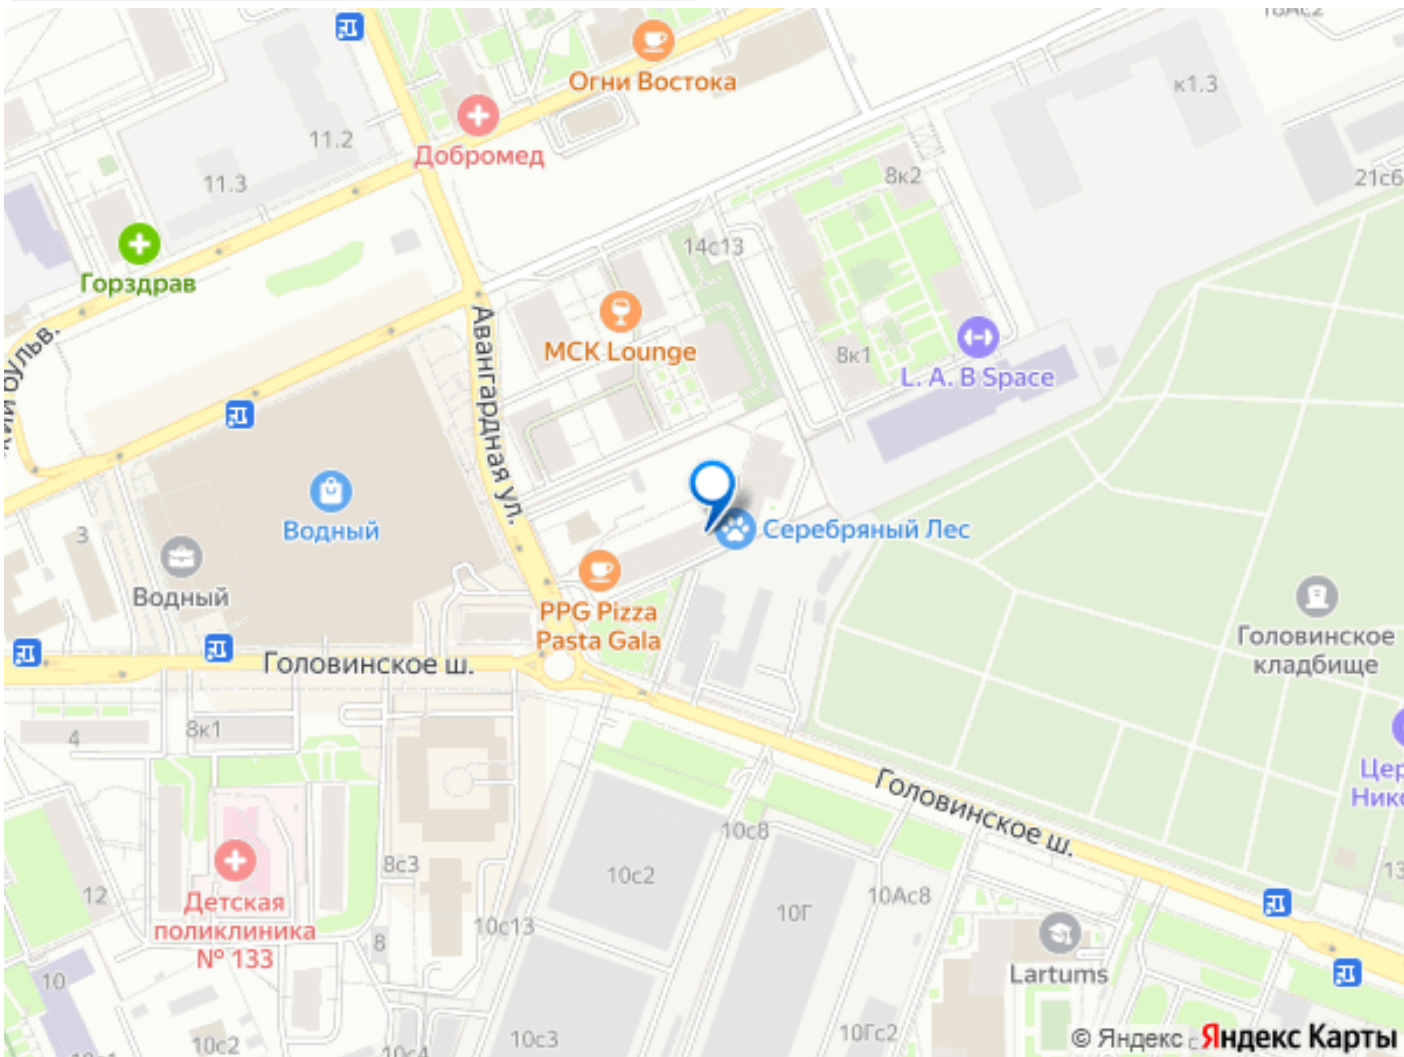 Огни Востока
к1.3
Добромед
11.2
11.3
8к2
21с6
Горздрав
14с13
Авангардная ул.
MCK Lounge
8к1
L. A. B Space
Водный
3
Серебряный Лес
Водный
PPG Pizza
Pasta Gala
Головинское
кладбище
Головинское ш.
8к1
4
Головинское ш.
10с8
8с3
10с2
10Ас8
12
Детская
поликлиника
№ 133
10Г
10с13
8
Lartums
10
10с2
10с3
10Гс2
© Яндекс
Яндекс Карты